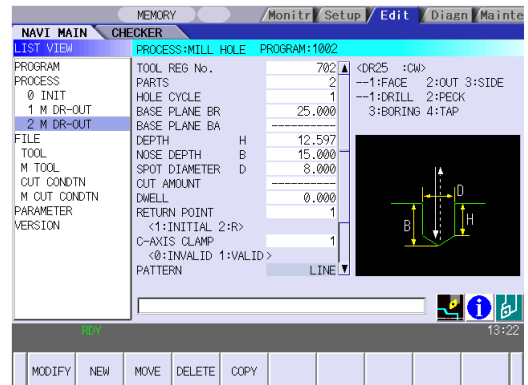 MEMORY Monitr Setup Edit Diagn Mainte
NAVI MAIN CHECKER
LIST VIEW PROCESS:MILL HOLE PROGRAM:1002
PROGRAM
PROCESS
0 INIT
1 M DR-OUT
2 M DR-OUT
FILE
TOOL
M TOOL
CUT CONDTN
M CUT CONDTN
PARAMETER
VERSION
TOOL REG No. 702
PARTS 2
HOLE CYCLE 1
BASE PLANE BR 25.000
BASE PLANE BA ----------
DEPTH H 12.597
NOSE DEPTH B 15.000
SPOT DIAMETER D 8.000
CUT AMOUNT ----------
DWELL 0.000
RETURN POINT 1
<1:INITIAL 2:R>
C-AXIS CLAMP 1
<0:INVALID 1:VALID>
PATTERN LINE
<DR25 :CW>
--1:FACE 2:OUT 3:SIDE
--1:DRILL 2:PECK
3:BORING 4:TAP
D
B H
RDY 13:22
MODIFY NEW MOVE DELETE COPY